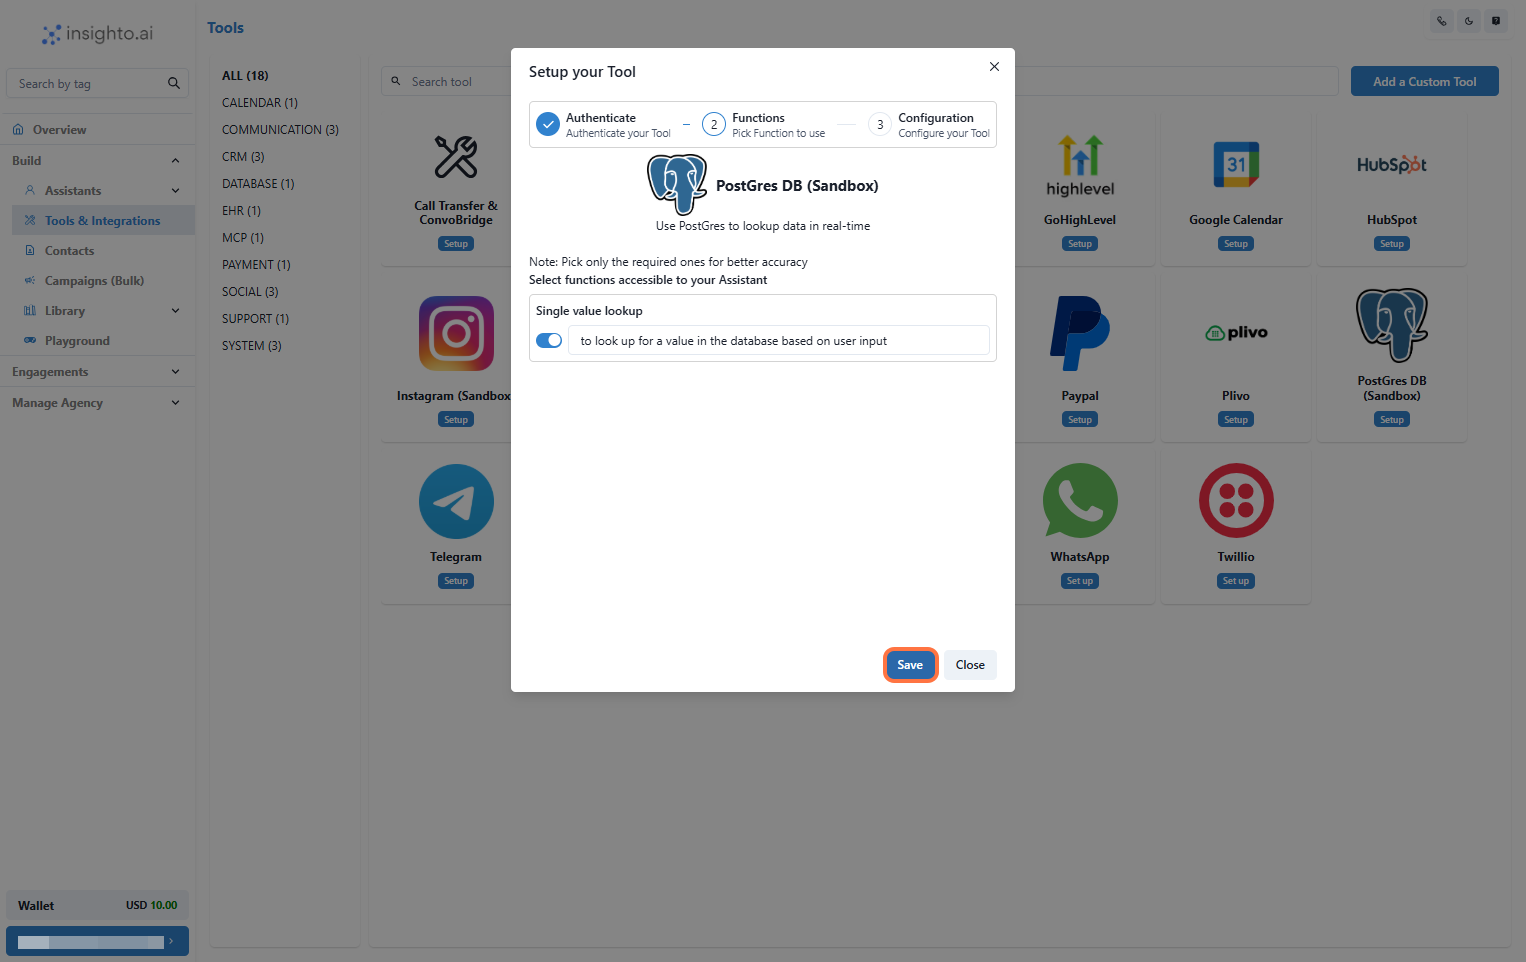 insighto.ai
Tools
Search by tag
Overview
Build
Assistants
Tools & Integrations
Contacts
Campaigns (Bulk)
Library
Playground
Engagements
Manage Agency
Wallet
USD 10.00
ALL (18)
CALENDAR (1)
COMMUNICATION (3)
CRM (3)
DATABASE (1)
EHR (1)
MCP (1)
PAYMENT (1)
SOCIAL (3)
SUPPORT (1)
SYSTEM (3)
Search tool
Add a Custom Tool
Call Transfer &
ConvoBridge
Setup
highlevel
GoHighLevel
Setup
31
Google Calendar
Setup
HubSpot
HubSpot
Setup
Instagram (Sandbox
Setup
Paypal
Setup
plivo
Plivo
Setup
PostGres DB
(Sandbox)
Setup
Telegram
Setup
WhatsApp
Set up
Twillio
Set up
Setup your Tool
Authenticate
Authenticate your Tool
2
Functions
Pick Function to use
3
Configuration
Configure your Tool
PostGres DB (Sandbox)
Use PostGres to lookup data in real-time
Note: Pick only the required ones for better accuracy
Select functions accessible to your Assistant
Single value lookup
to look up for a value in the database based on user input
Save
Close